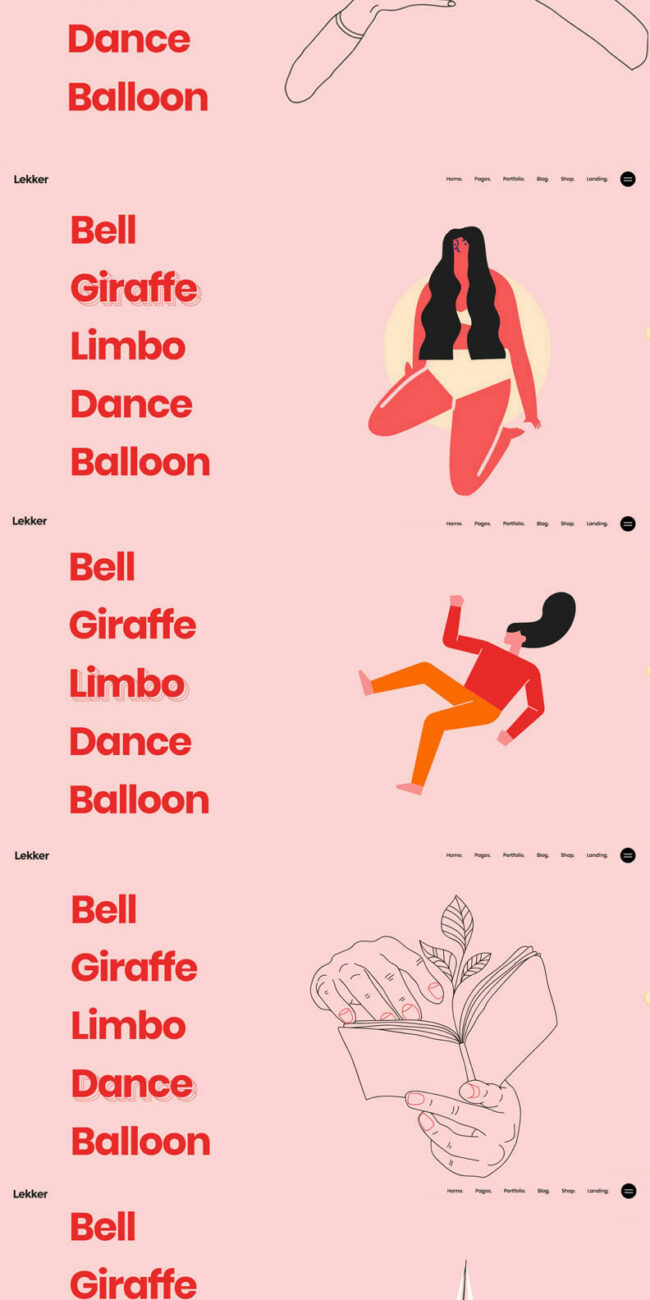 Dance
Balloon
Lekker
Home. Pages. Portfolio. Blog. Shop. Landing.
Bell
Giraffe
Limbo
Dance
Balloon
Lekker
Home. Pages. Portfolio. Blog. Shop. Landing.
Bell
Giraffe
Limbo
Dance
Balloon
Lekker
Home. Pages. Portfolio. Blog. Shop. Landing.
Bell
Giraffe
Limbo
Dance
Balloon
Lekker
Home. Pages. Portfolio. Blog. Shop. Landing.
Bell
Giraffe